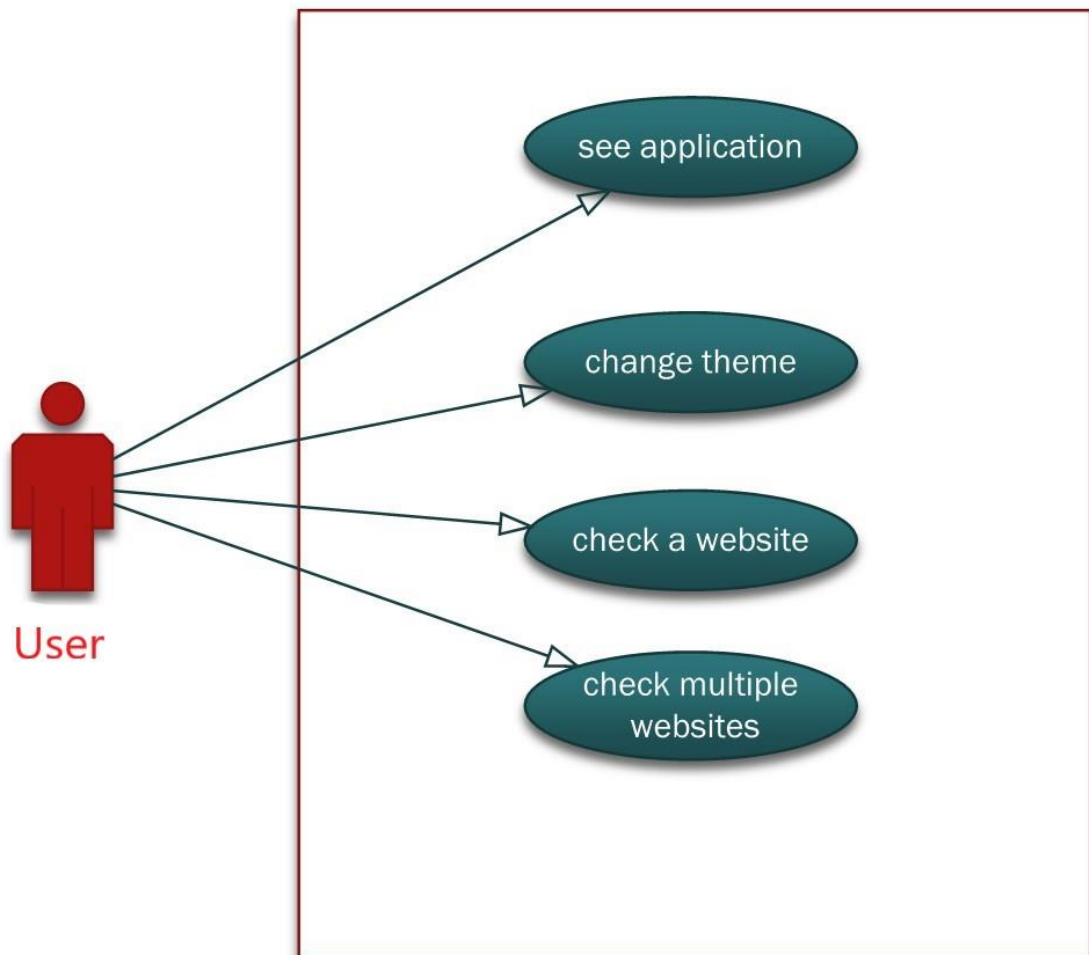 see application
change theme
check a website
User
check multiple
websites